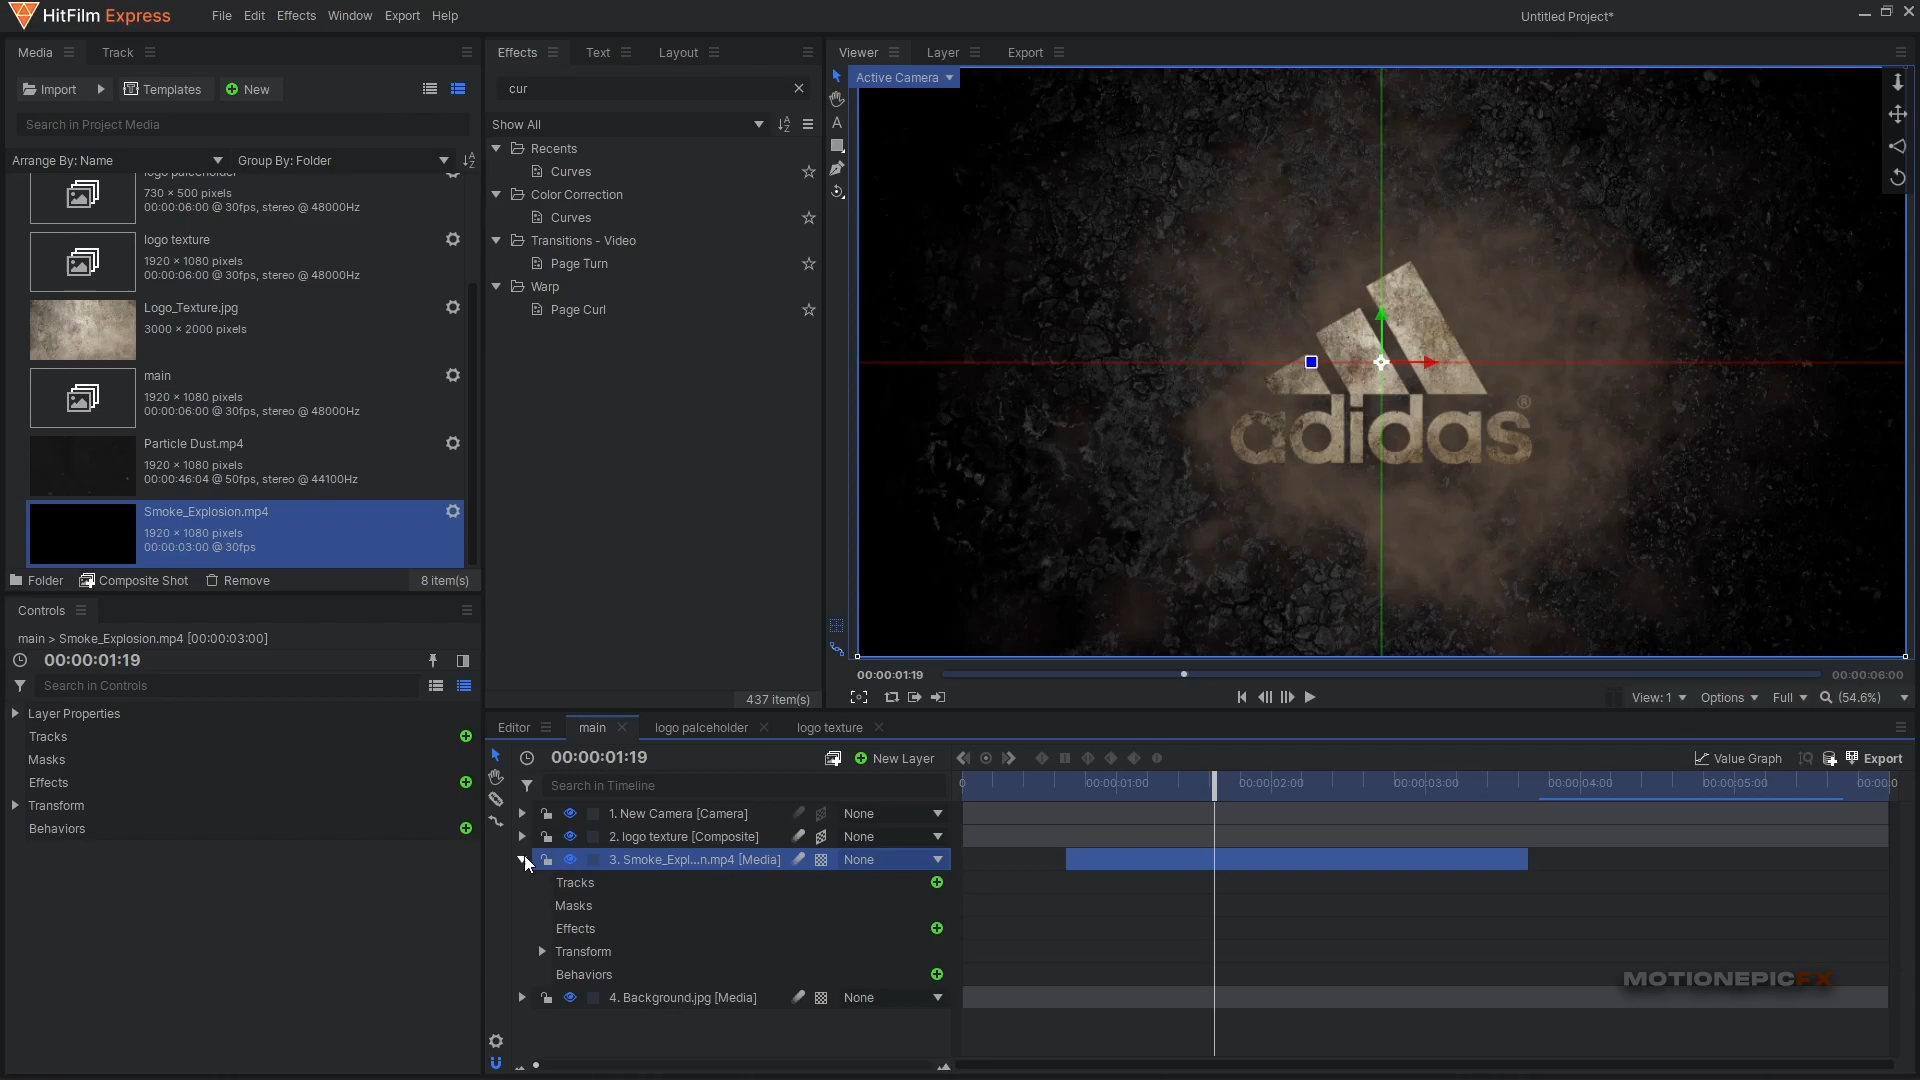 HitFilm Express
File Edit Effects Window Export Help
Untitled Project*
Media
Track
Import
Templates
New
Search in Project Media
Arrange By: Name
Group By: Folder
logo palceholder
730 × 500 pixels
00:00:06:00 @ 30fps, stereo @ 48000Hz
logo texture
1920 × 1080 pixels
00:00:06:00 @ 30fps, stereo @ 48000Hz
Logo_Texture.jpg
3000 × 2000 pixels
main
1920 × 1080 pixels
00:00:06:00 @ 30fps, stereo @ 48000Hz
Particle Dust.mp4
1920 × 1080 pixels
00:00:46:04 @ 50fps, stereo @ 44100Hz
Smoke_Explosion.mp4
1920 × 1080 pixels
00:00:03:00 @ 30fps
Folder
Composite Shot
Remove
8 item(s)
Controls
main > Smoke_Explosion.mp4 [00:00:03:00]
00:00:01:19
Search in Controls
Layer Properties
Tracks
Masks
Effects
Transform
Behaviors
Effects
Text
Layout
cur
Show All
Recents
Curves
Color Correction
Curves
Transitions - Video
Page Turn
Warp
Page Curl
437 item(s)
Viewer
Layer
Export
Active Camera
A
adidas®
00:00:01:19
00:00:06:00
View: 1
Options
Full
(54.6%)
Editor
main
logo palceholder
logo texture
00:00:01:19
New Layer
Value Graph
Export
Search in Timeline
0
00:00:01:00
00:00:02:00
00:00:03:00
00:00:04:00
00:00:05:00
00:00:0
1. New Camera [Camera]
None
2. logo texture [Composite]
None
3. Smoke_Expl...n.mp4 [Media]
None
Tracks
Masks
Effects
Transform
Behaviors
4. Background.jpg [Media]
None
MOTIONEPICFX